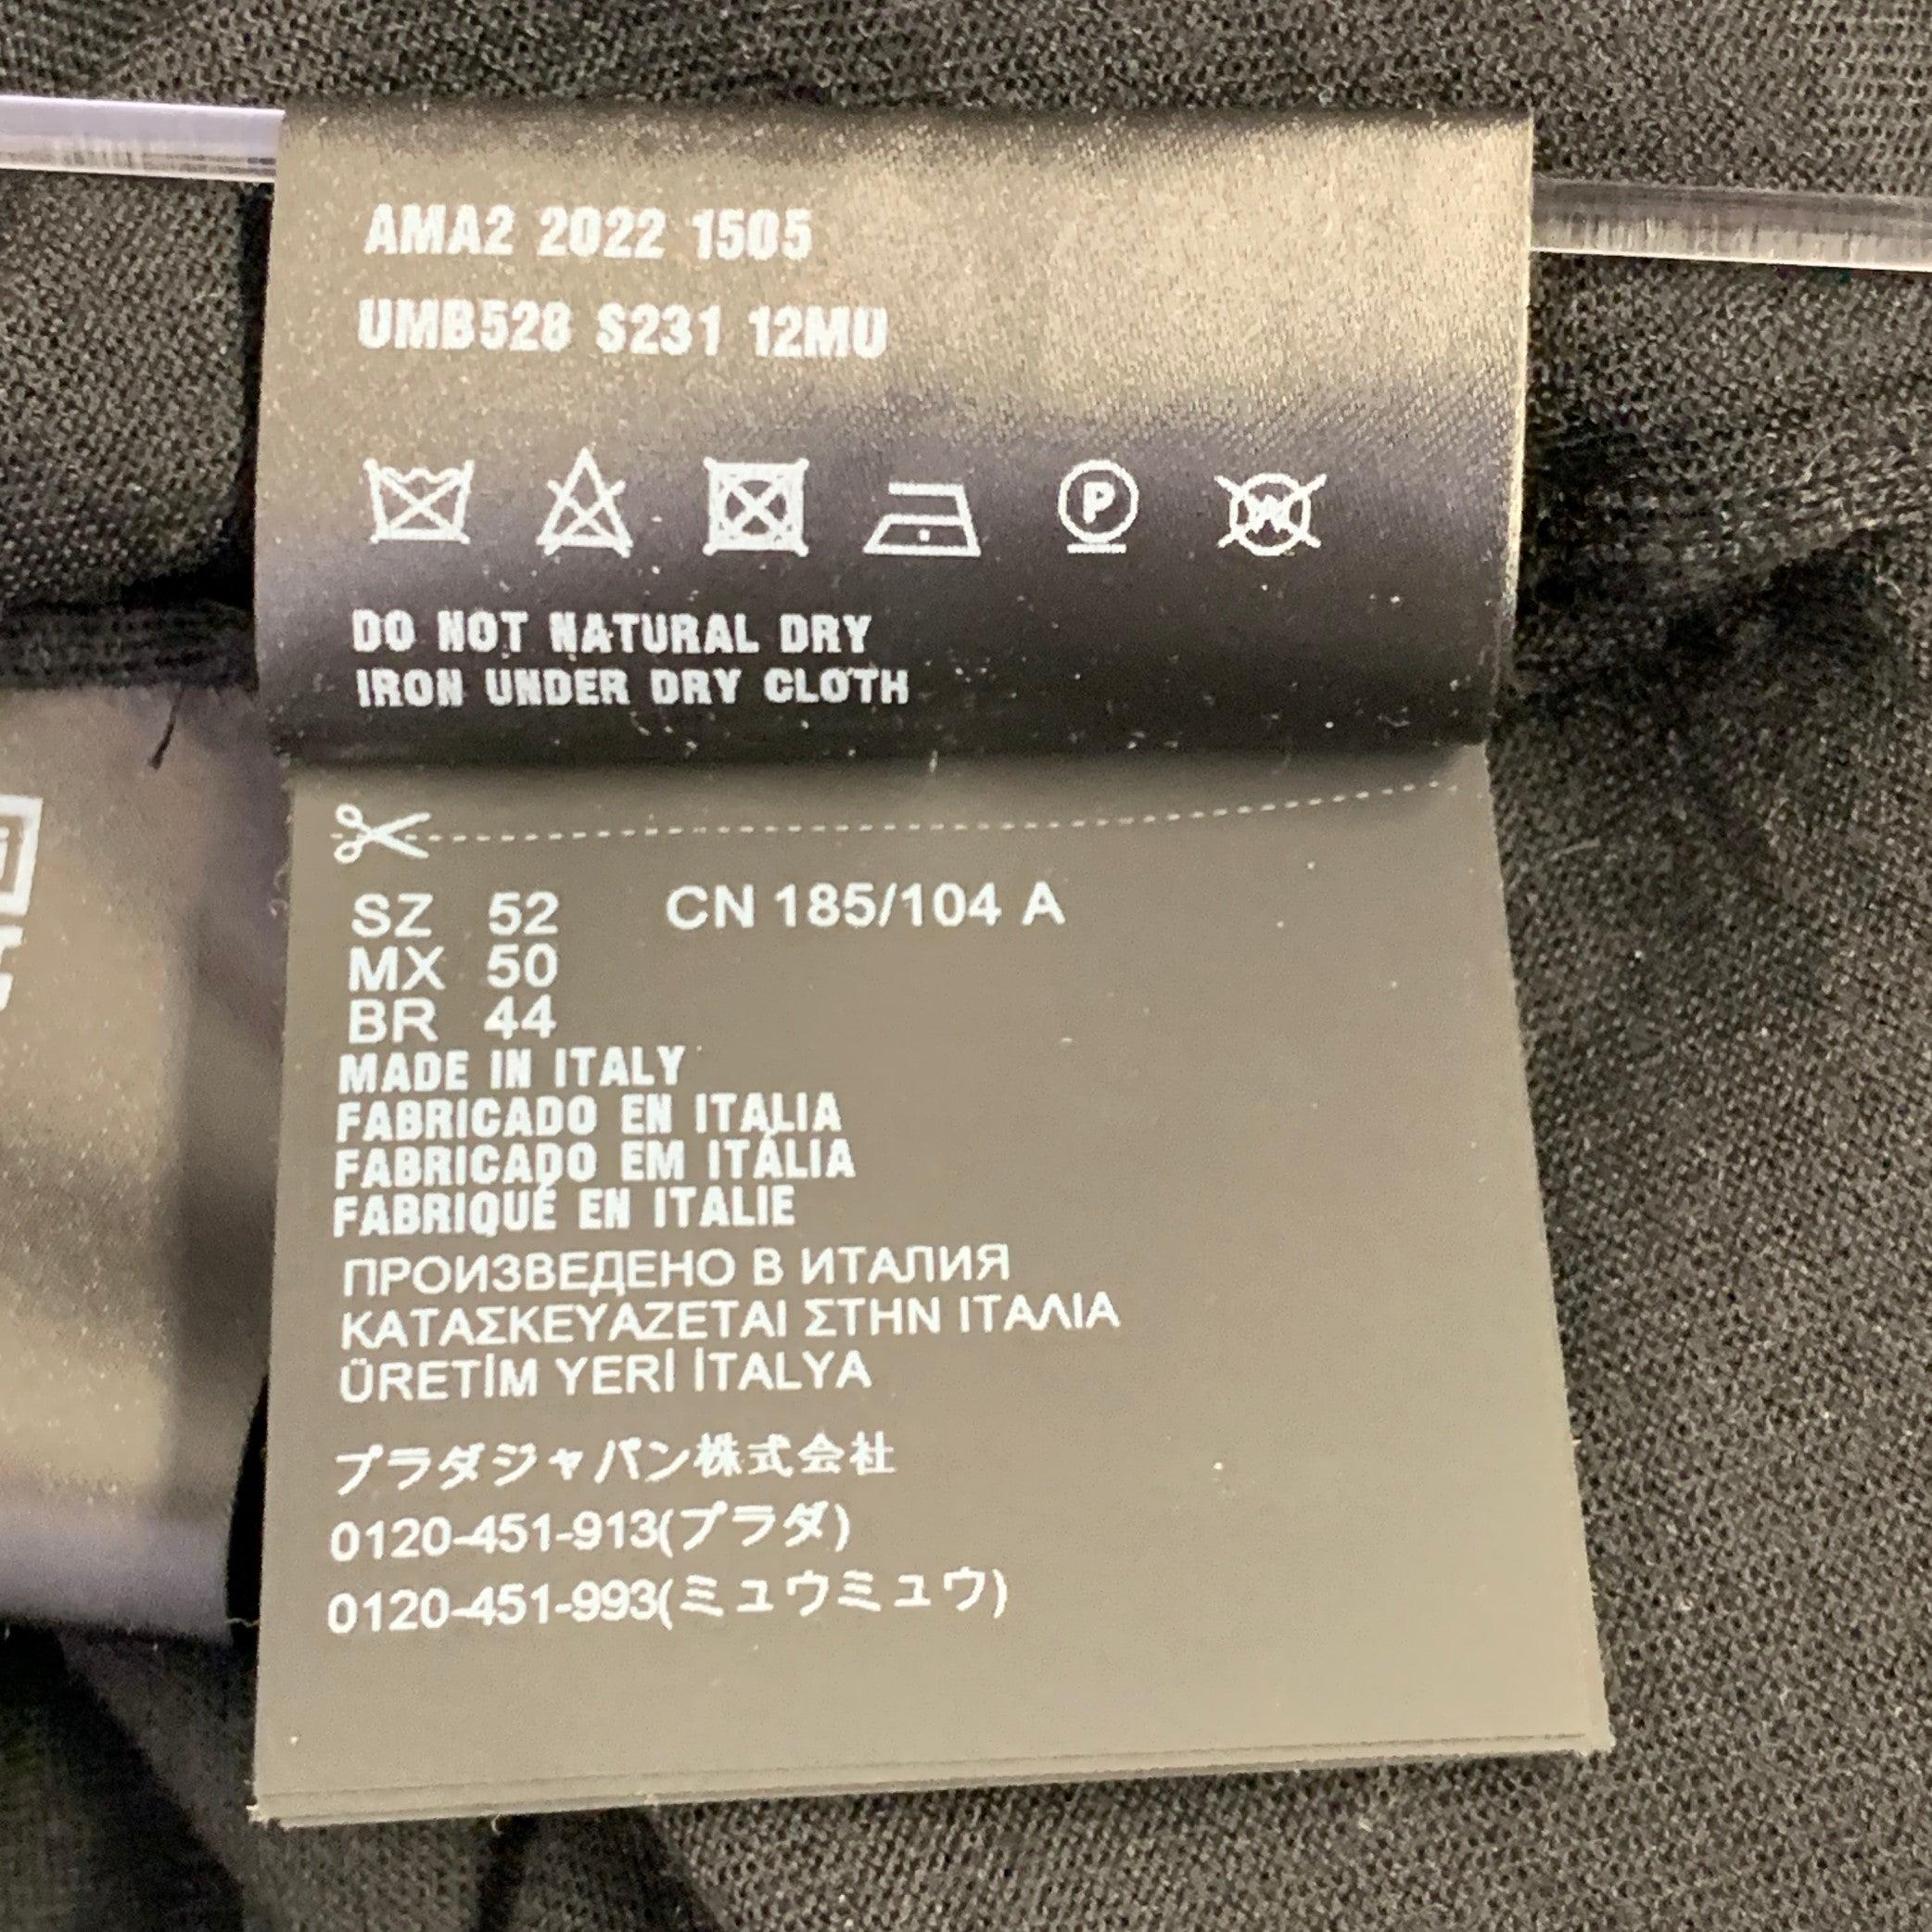 AMA2 2022 1505
UMB528 S231 12MU
P W
DO NOT NATURAL DRY
IRON UNDER DRY CLOTH
SZ 52 CN 185/104 A
MX 50
BR 44
MADE IN ITALY
FABRICADO EN ITALIA
FABRICADO EM ITÁLIA
FABRIQUÉ EN ITALIE
ПРОИЗВЕДЕНО В ИТАЛИЯ
ΚΑΤΑΣΚΕΥΑΖΕΤΑΙ ΣΤΗΝ ΙΤΑΛΙΑ
ÜRETİM YERİ İTALYA
プラダジャパン株式会社
0120-451-913(プラダ)
0120-451-993(ミュウミュウ)